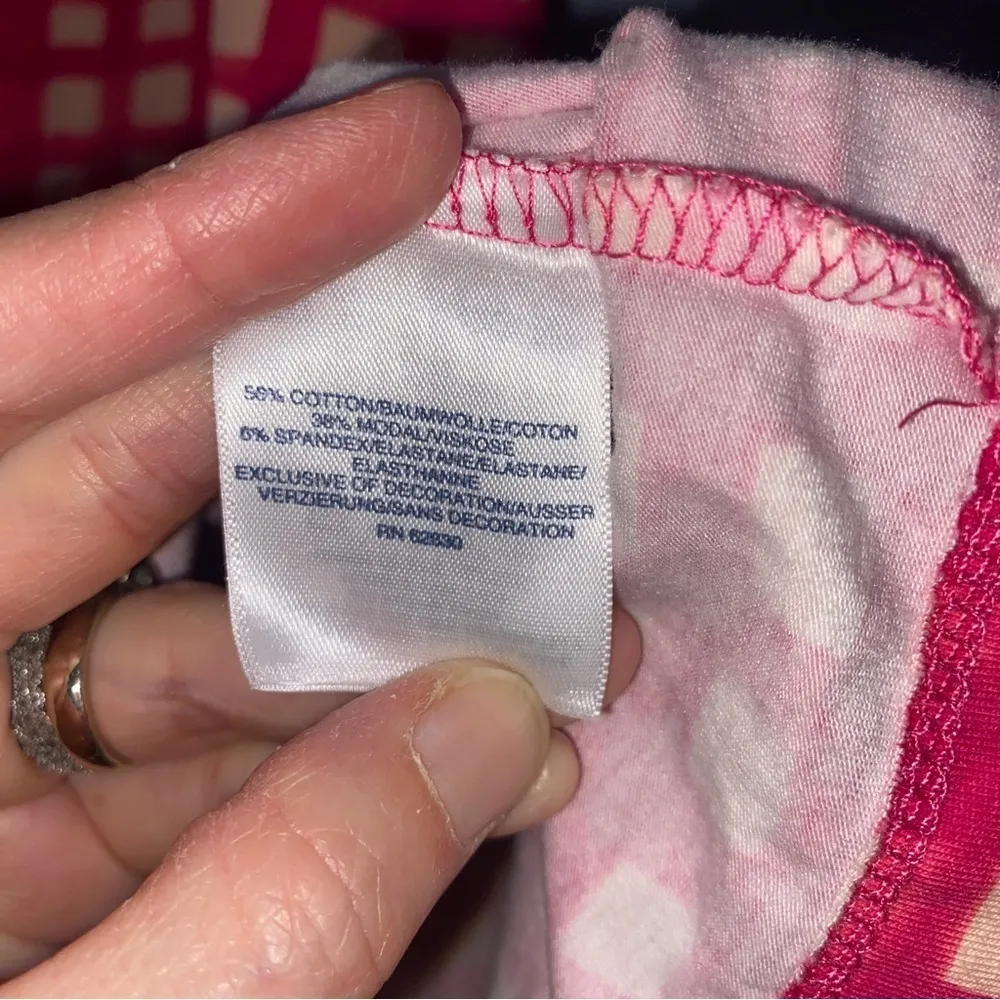 56% COTTON/BAUMWOLLE/COTON
38% MODAL/VISKOSE
6% SPANDEX/ELASTANE/ELASTANE/
ELASTHANNE
EXCLUSIVE OF DECORATION/AUSSER
VERZIERUNG/SANS DECORATION
RN 62630